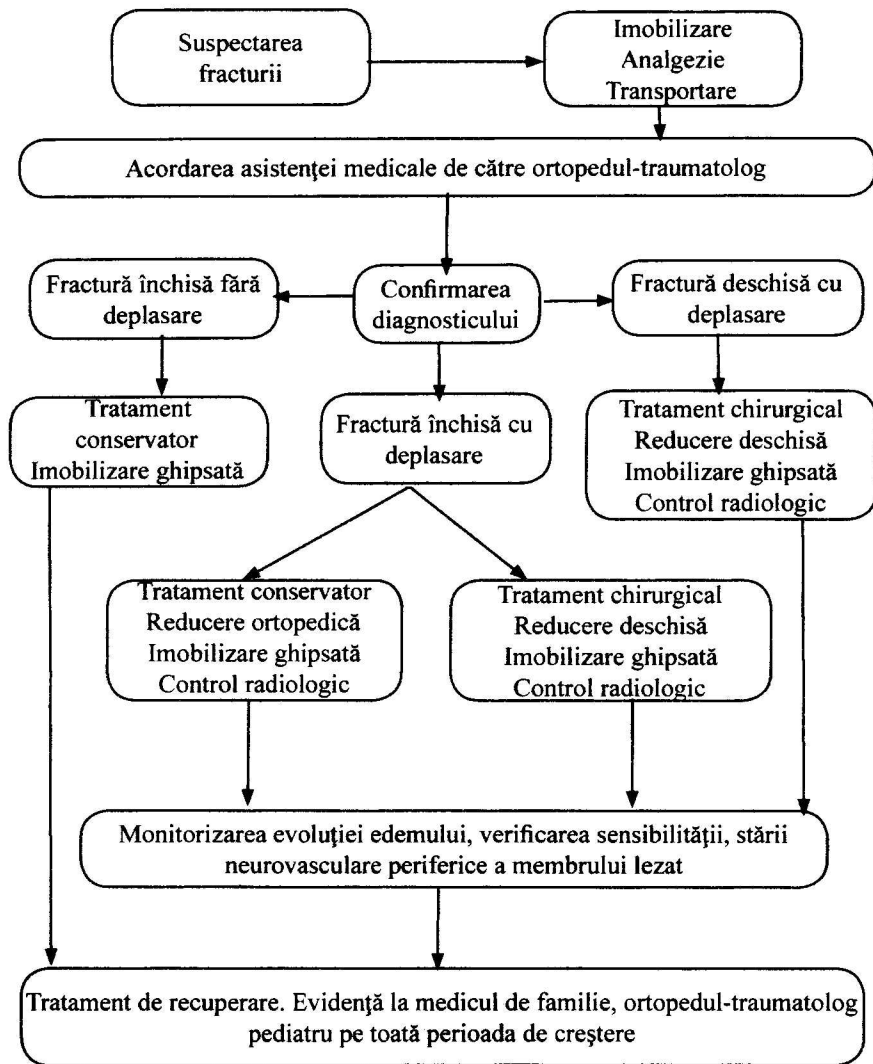 Suspectarea
fracturii
Imobilizare
Analgezie
Transportare
Acordarea asistenţei medicale de către ortopedul-traumatolog
Fractură închisă fără
deplasare
Confirmarea
diagnosticului
Fractură deschisă cu
deplasare
Tratament
conservator
Imobilizare ghipsată
Fractură închisă cu
deplasare
Tratament chirurgical
Reducere deschisă
Imobilizare ghipsată
Control radiologic
Tratament conservator
Reducere ortopedică
Imobilizare ghipsată
Control radiologic
Tratament chirurgical
Reducere deschisă
Imobilizare ghipsată
Control radiologic
Monitorizarea evoluţiei edemului, verificarea sensibilităţii, stării
neurovasculare periferice a membrului lezat
Tratament de recuperare. Evidenţă la medicul de familie, ortopedul-traumatolog
pediatru pe toată perioada de creştere